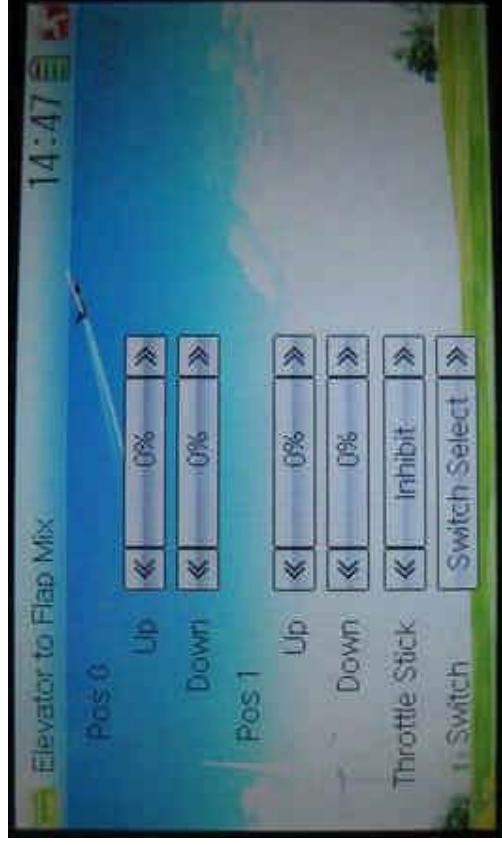 Elevator to Flap Mix 14:47
Pos 0
Up 0%
Down 0%
Pos 1
Up 0%
Down 0%
Throttle Stick Inhibit
1: Switch Switch Select